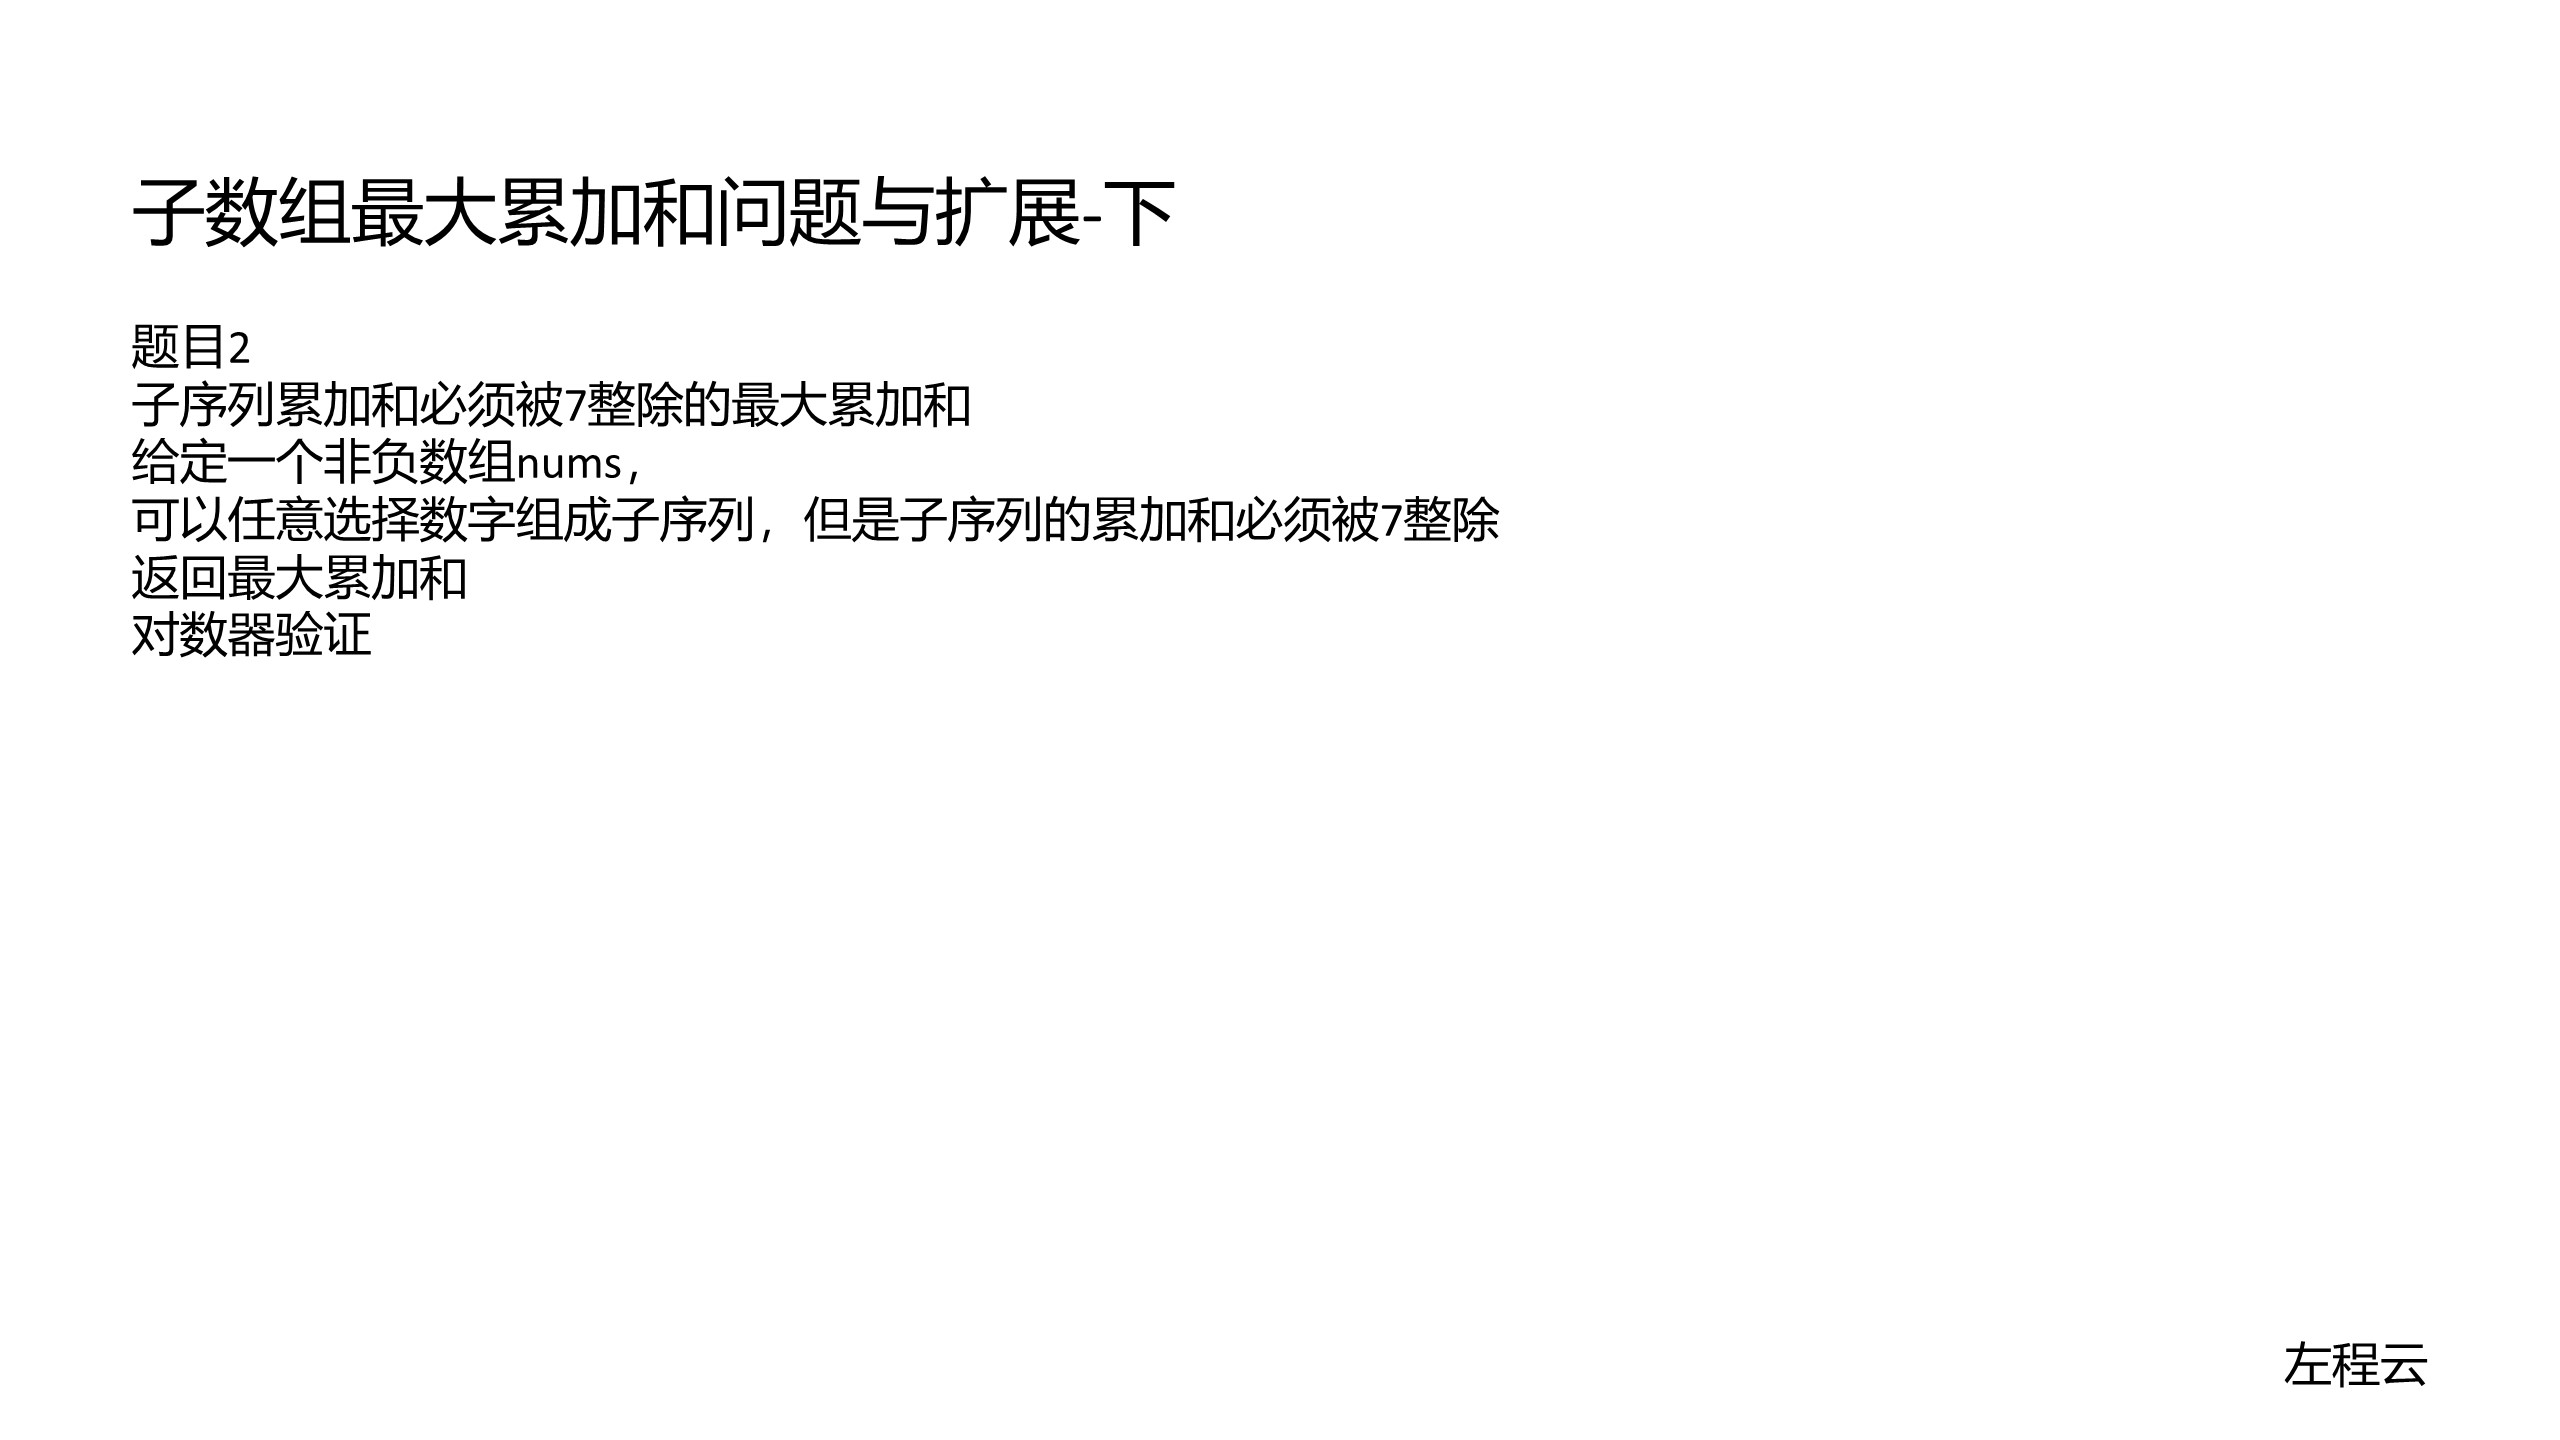 子数组最大累加和问题与扩展-下
题目2
子序列累加和必须被7整除的最大累加和
给定一个非负数组nums，
可以任意选择数字组成子序列，但是子序列的累加和必须被7整除
返回最大累加和
对数器验证
左程云